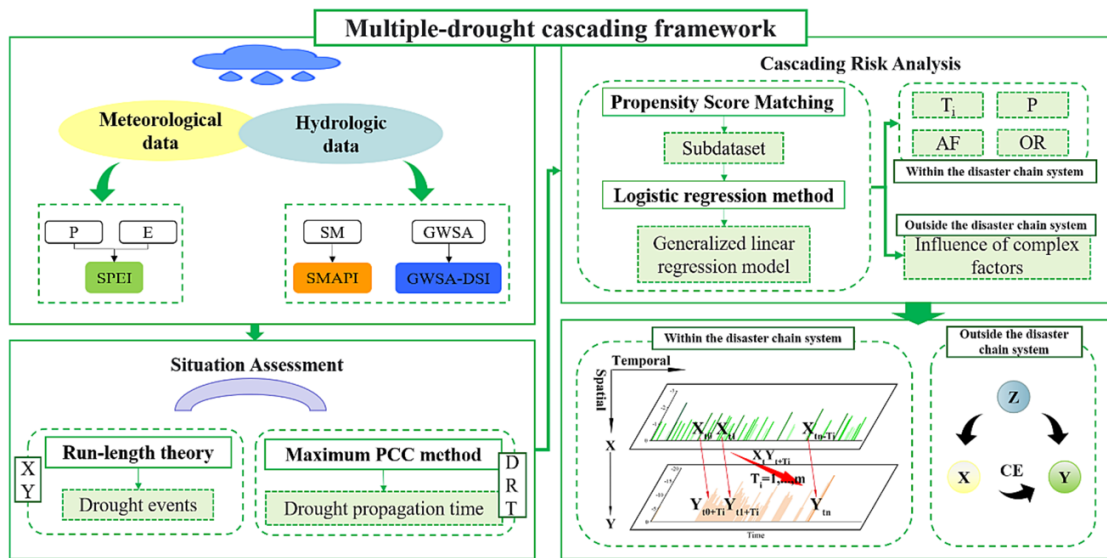 Multiple-drought cascading framework
Meteorological
data
Hydrologic
data
P
E
SM
GWSA
SPEI
SMAPI
GWSA-DSI
Situation Assessment
X
Y
Run-length theory
Drought events
Maximum PCC method
Drought propagation time
D
R
T
Cascading Risk Analysis
Propensity Score Matching
Subdataset
Logistic regression method
Generalized linear
regression model
Ti
P
AF
OR
Within the disaster chain system
Outside the disaster chain system
Influence of complex
factors
Within the disaster chain system
Temporal
Spatial
X
Y
Xt0
Xt1
Xtn-Ti
XtYt+Ti
Yt0+Ti
Yt1+Ti
Ytn
0
Time
Outside the disaster
chain system
Z
X
CE
Y